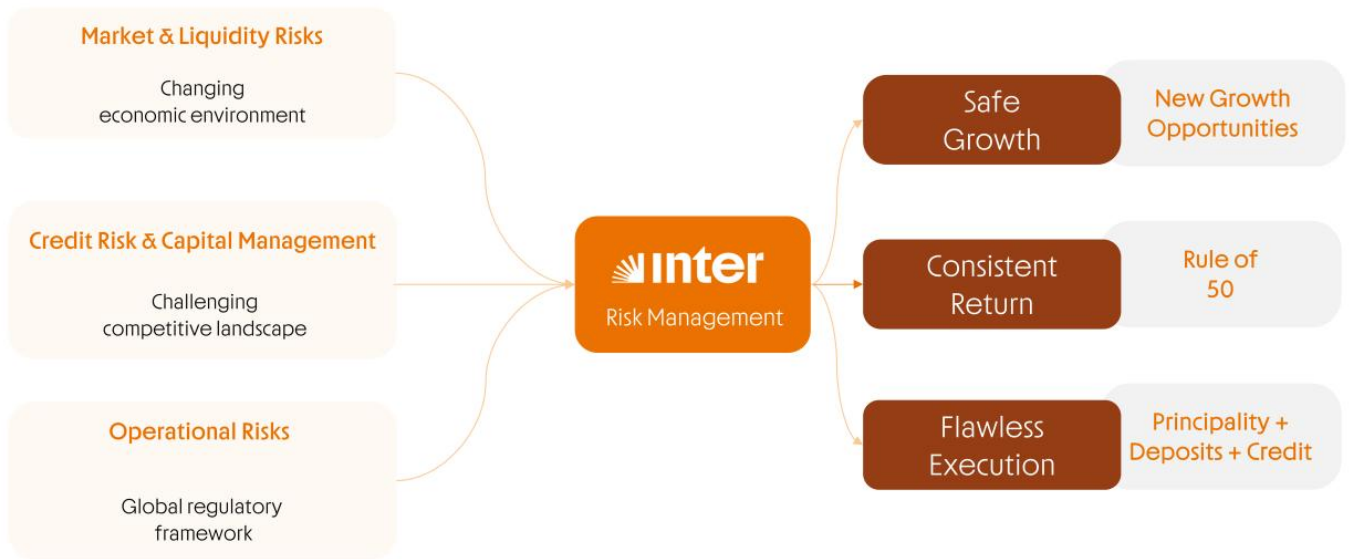 Market & Liquidity Risks
Changing
economic environment
Credit Risk & Capital Management
Challenging
competitive landscape
Operational Risks
Global regulatory
framework
inter
Risk Management
Safe
Growth
New Growth
Opportunities
Consistent
Return
Rule of
50
Flawless
Execution
Principality +
Deposits + Credit